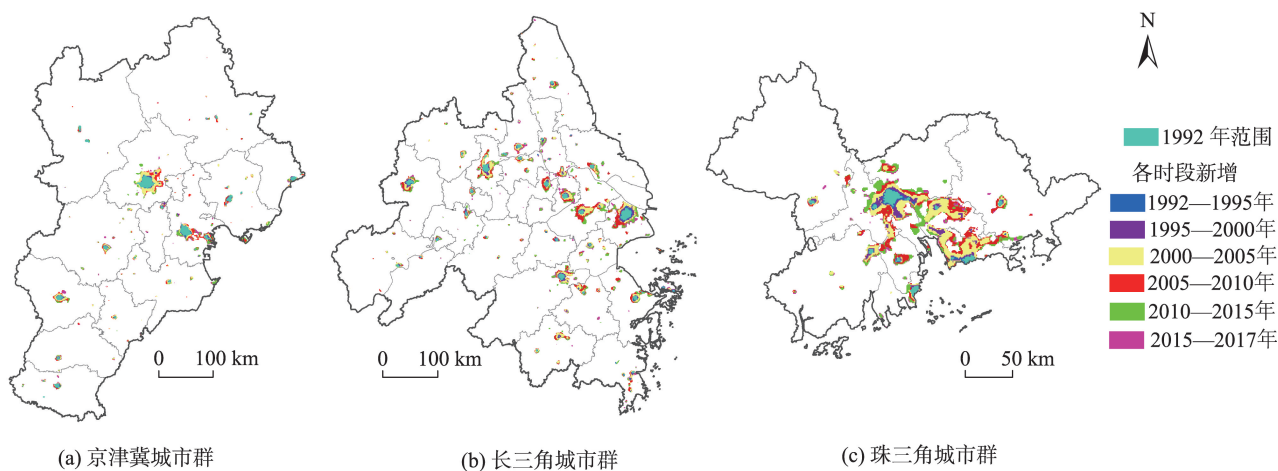 N
1992 年范围
各时段新增
1992—1995年
1995—2000年
2000—2005年
2005—2010年
2010—2015年
2015—2017年
0 100 km
0 100 km
0 50 km
(a) 京津冀城市群
(b) 长三角城市群
(c) 珠三角城市群